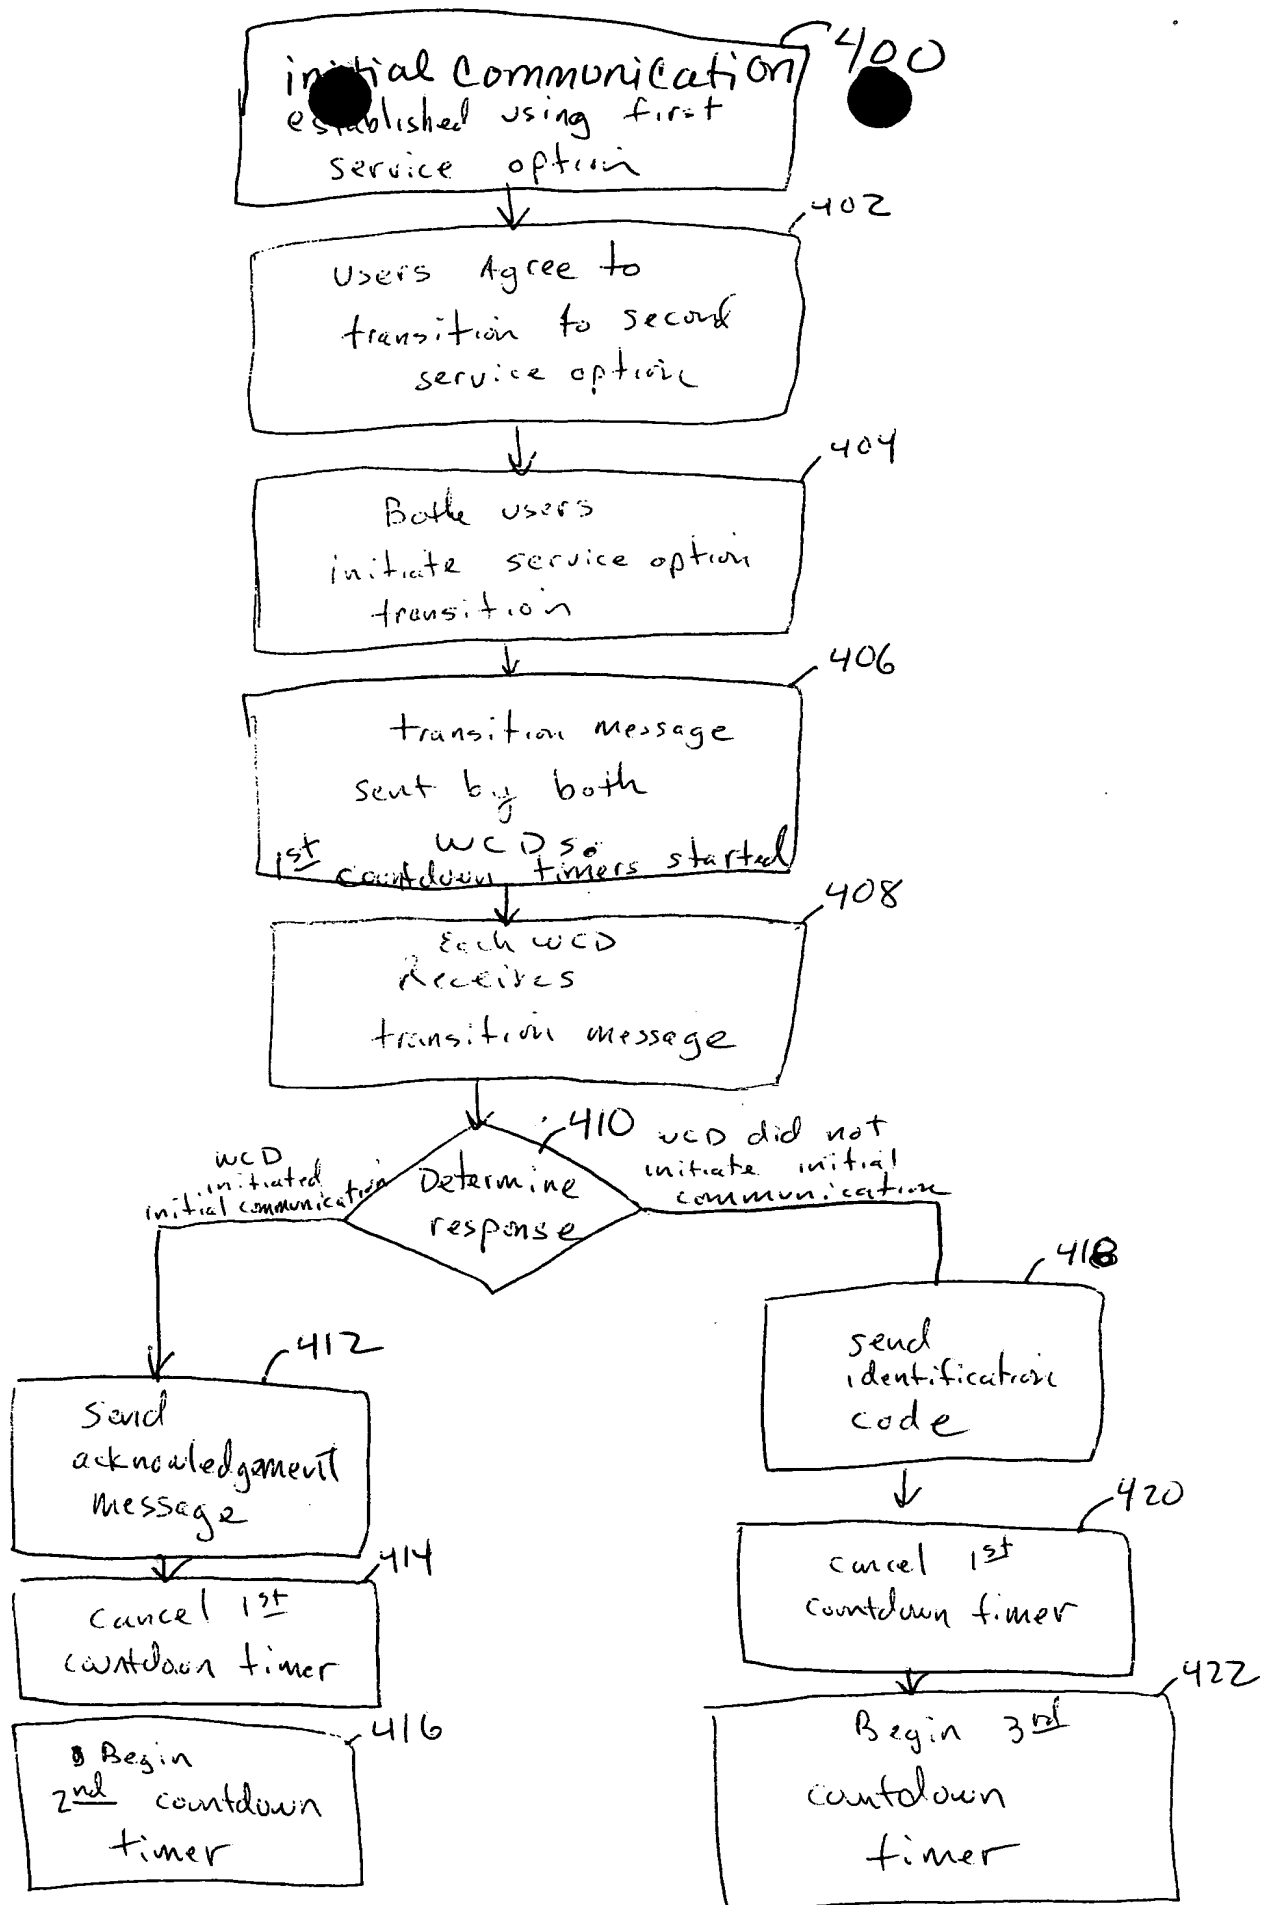 initial communication
400
established using first
service option
402
Users Agree to
transition to second
service option
404
Both users
initiate service option
transition
406
transition message
sent by both
WCDs.
1st countdown timers started
408
Each WCD
Receives
transition message
410
Determine
response
WCD
initiated
initial communication
WCD did not
initiate initial
communication
412
Send
acknowledgement
message
414
Cancel 1st
countdown timer
416
Begin
2nd countdown
timer
418
send
identification
code
420
cancel 1st
countdown timer
422
Begin 3rd
countdown
timer